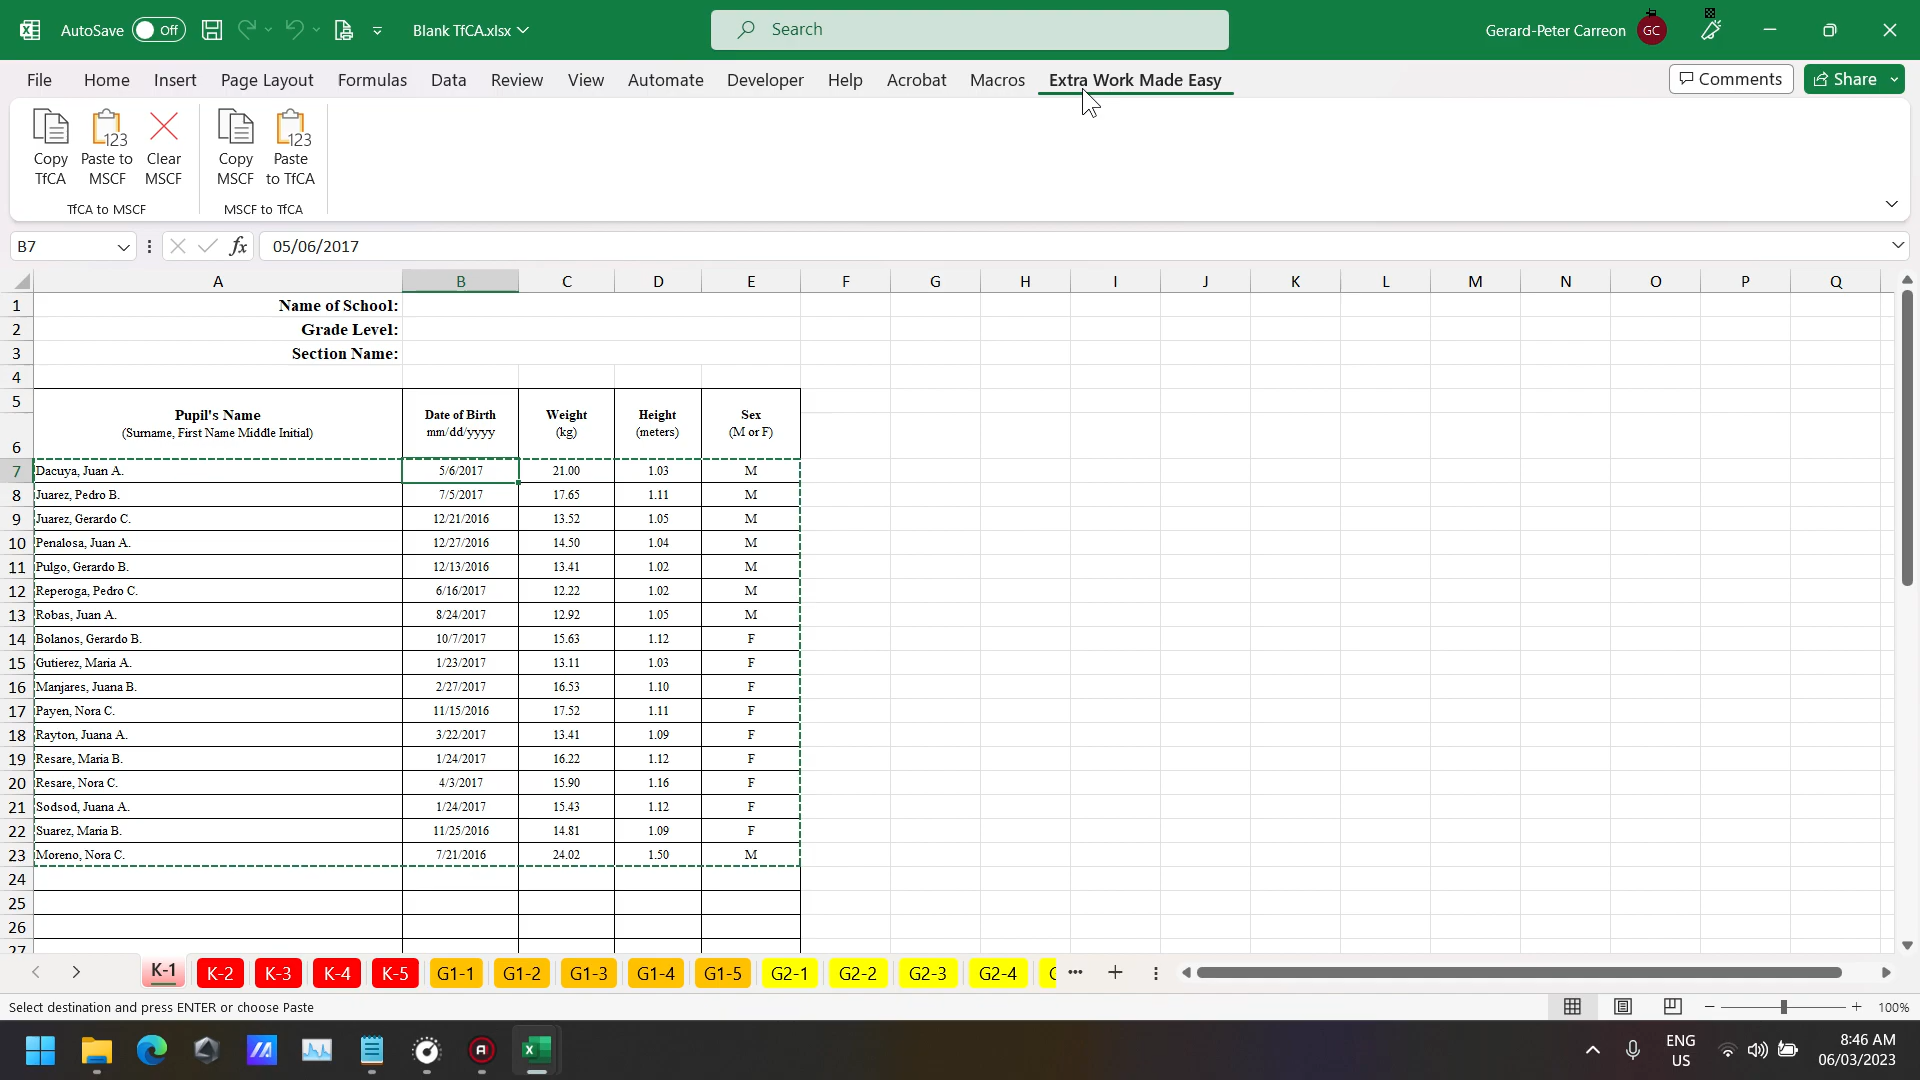 AutoSave Off Blank TfCA.xlsx Search Gerard-Peter Carreon GC
File Home Insert Page Layout Formulas Data Review View Automate Developer Help Acrobat Macros Extra Work Made Easy Comments Share
Copy TfCA
Paste to MSCF
Clear MSCF
Copy MSCF
Paste to TfCA
TfCA to MSCF
MSCF to TfCA
B7 fx 05/06/2017
A B C D E F G H I J K L M N O P Q
1 Name of School:
2 Grade Level:
3 Section Name:
4
5
6
Pupil's Name
(Surname, First Name Middle Initial)
Date of Birth
mm/dd/yyyy
Weight
(kg)
Height
(meters)
Sex
(M or F)
7 Dacuya, Juan A. 5/6/2017 21.00 1.03 M
8 Juarez, Pedro B. 7/5/2017 17.65 1.11 M
9 Juarez, Gerardo C. 12/21/2016 13.52 1.05 M
10 Penalosa, Juan A. 12/27/2016 14.50 1.04 M
11 Pulgo, Gerardo B. 12/13/2016 13.41 1.02 M
12 Reperoga, Pedro C. 6/16/2017 12.22 1.02 M
13 Robas, Juan A. 8/24/2017 12.92 1.05 M
14 Bolanos, Gerardo B. 10/7/2017 15.63 1.12 F
15 Gutierez, Maria A. 1/23/2017 13.11 1.03 F
16 Manjares, Juana B. 2/27/2017 16.53 1.10 F
17 Payen, Nora C. 11/15/2016 17.52 1.11 F
18 Rayton, Juana A. 3/22/2017 13.41 1.09 F
19 Resare, Maria B. 1/24/2017 16.22 1.12 F
20 Resare, Nora C. 4/3/2017 15.90 1.16 F
21 Sodsod, Juana A. 1/24/2017 15.43 1.12 F
22 Suarez, Maria B. 11/25/2016 14.81 1.09 F
23 Moreno, Nora C. 7/21/2016 24.02 1.50 M
24
25
26
27
K-1 K-2 K-3 K-4 K-5 G1-1 G1-2 G1-3 G1-4 G1-5 G2-1 G2-2 G2-3 G2-4
Select destination and press ENTER or choose Paste 100%
ENG
US
8:46 AM
06/03/2023